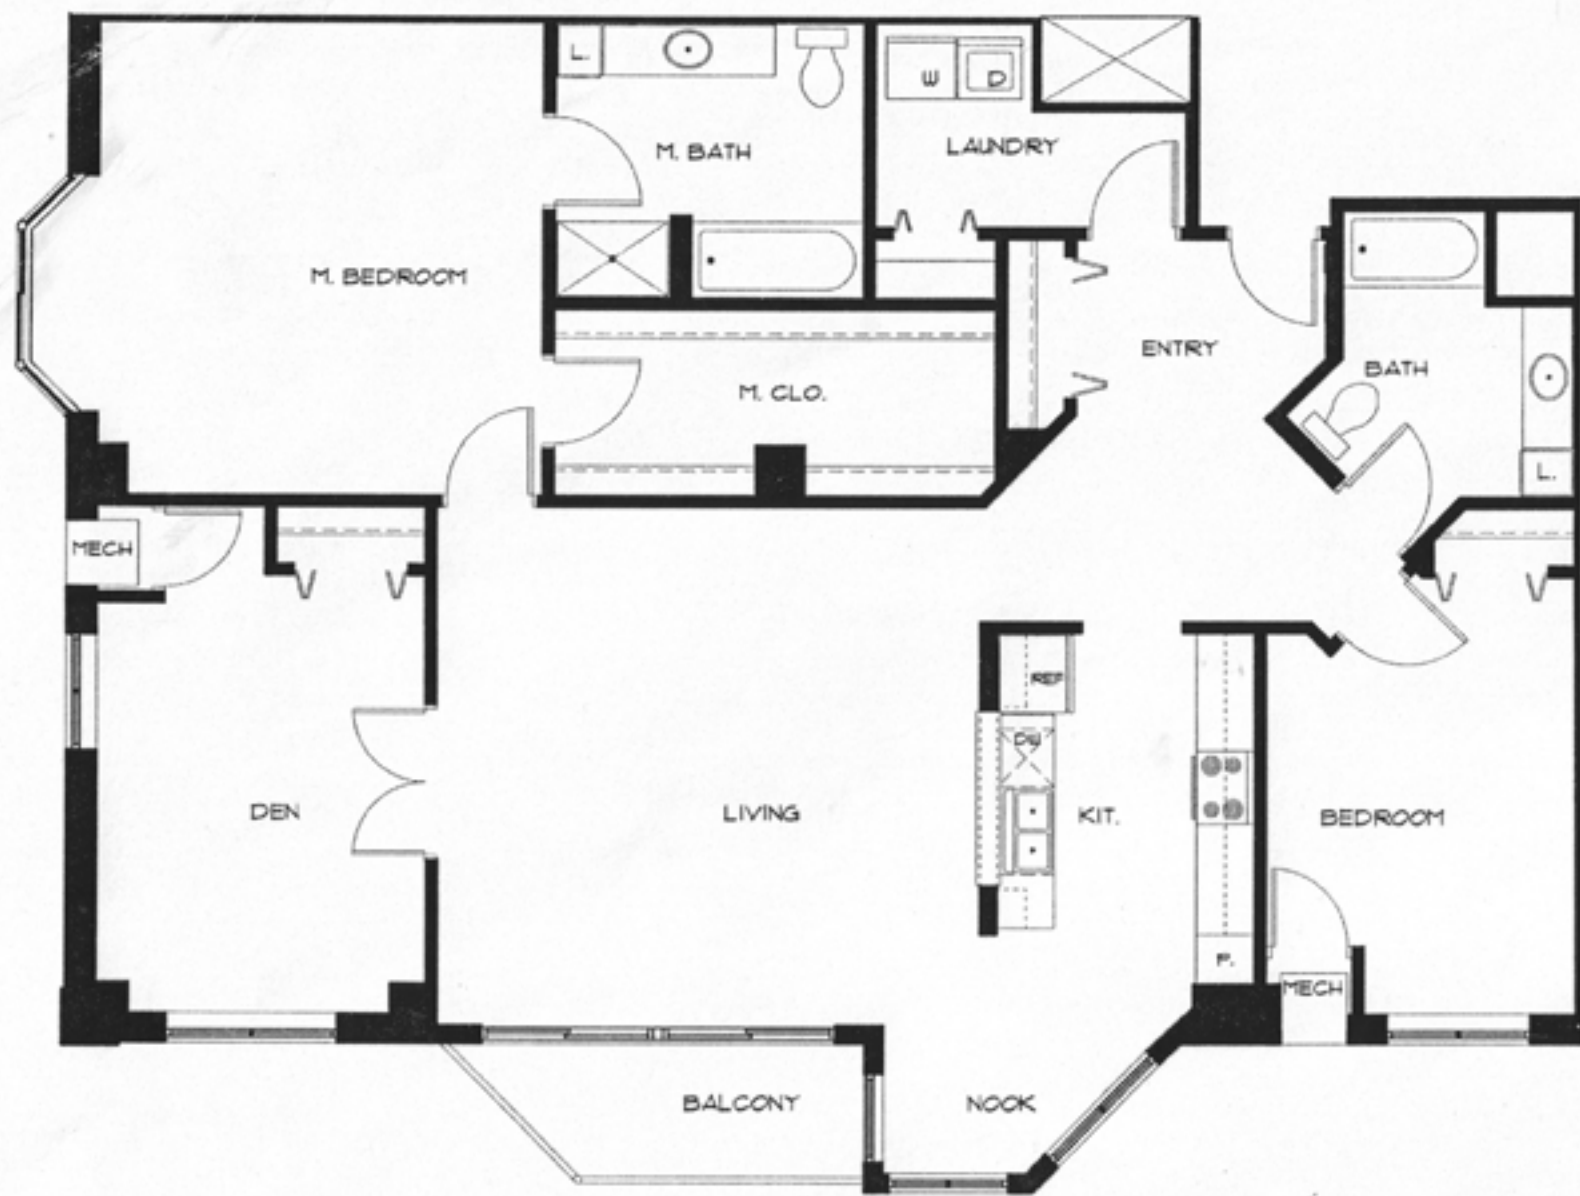 L.
W D
M. BATH
LAUNDRY
M. BEDROOM
ENTRY
BATH
M. CLO.
L.
MECH
REF
DW
DEN
LIVING
KIT.
BEDROOM
P.
MECH
BALCONY
NOOK